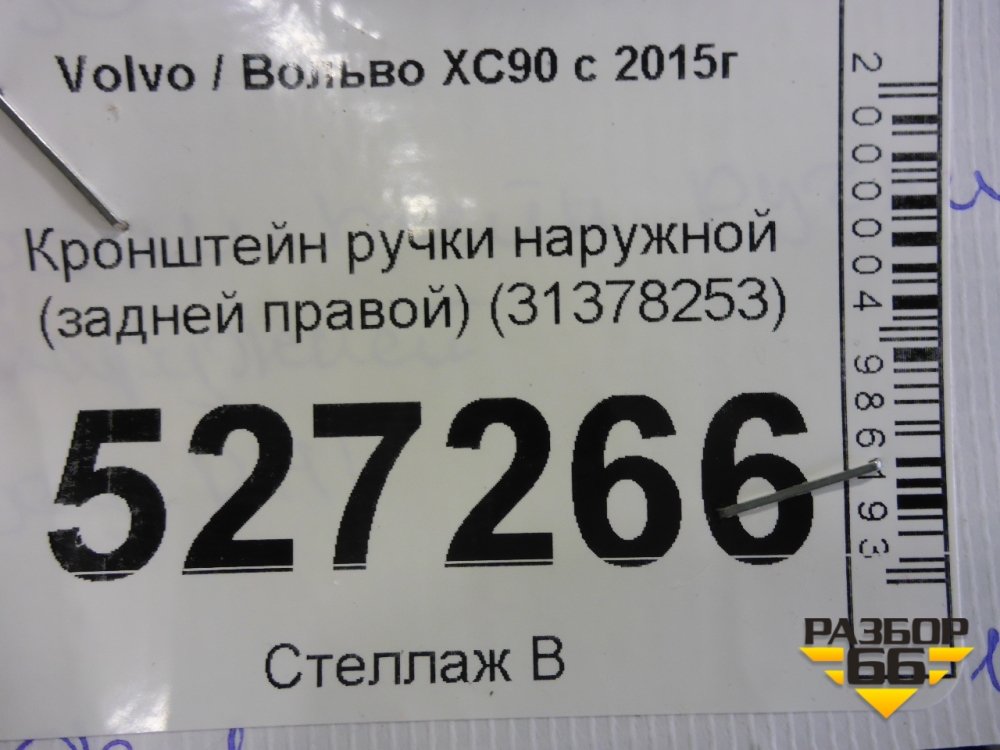 Volvo / Вольво XC90 с 2015г
Кронштейн ручки наружной
(задней правой) (31378253)
527266
Стеллаж В
2000004986193
РАЗБОР
66